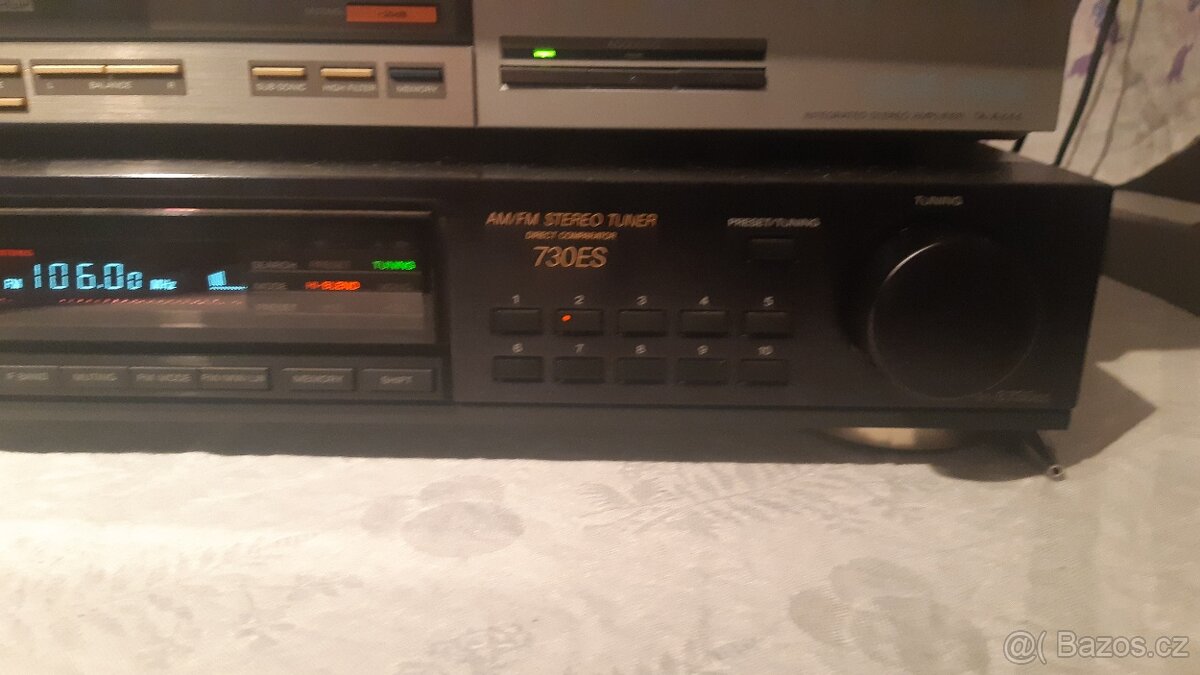 -20dB
L BALANCE R
SUB SONIC HIGH FILTER MEMORY
INTEGRATED STEREO AMPLIFIER
TUNING
AM/FM STEREO TUNER
DIRECT COMPARATOR
730ES
PRESET/TUNING
FM 106.00 MHz
SEARCH PRESET TUNING
MODE HI-BLEND
1 2 3 4 5
6 7 8 9 10
MUTING FM MODE MEMORY SHIFT
@( Bazos.cz